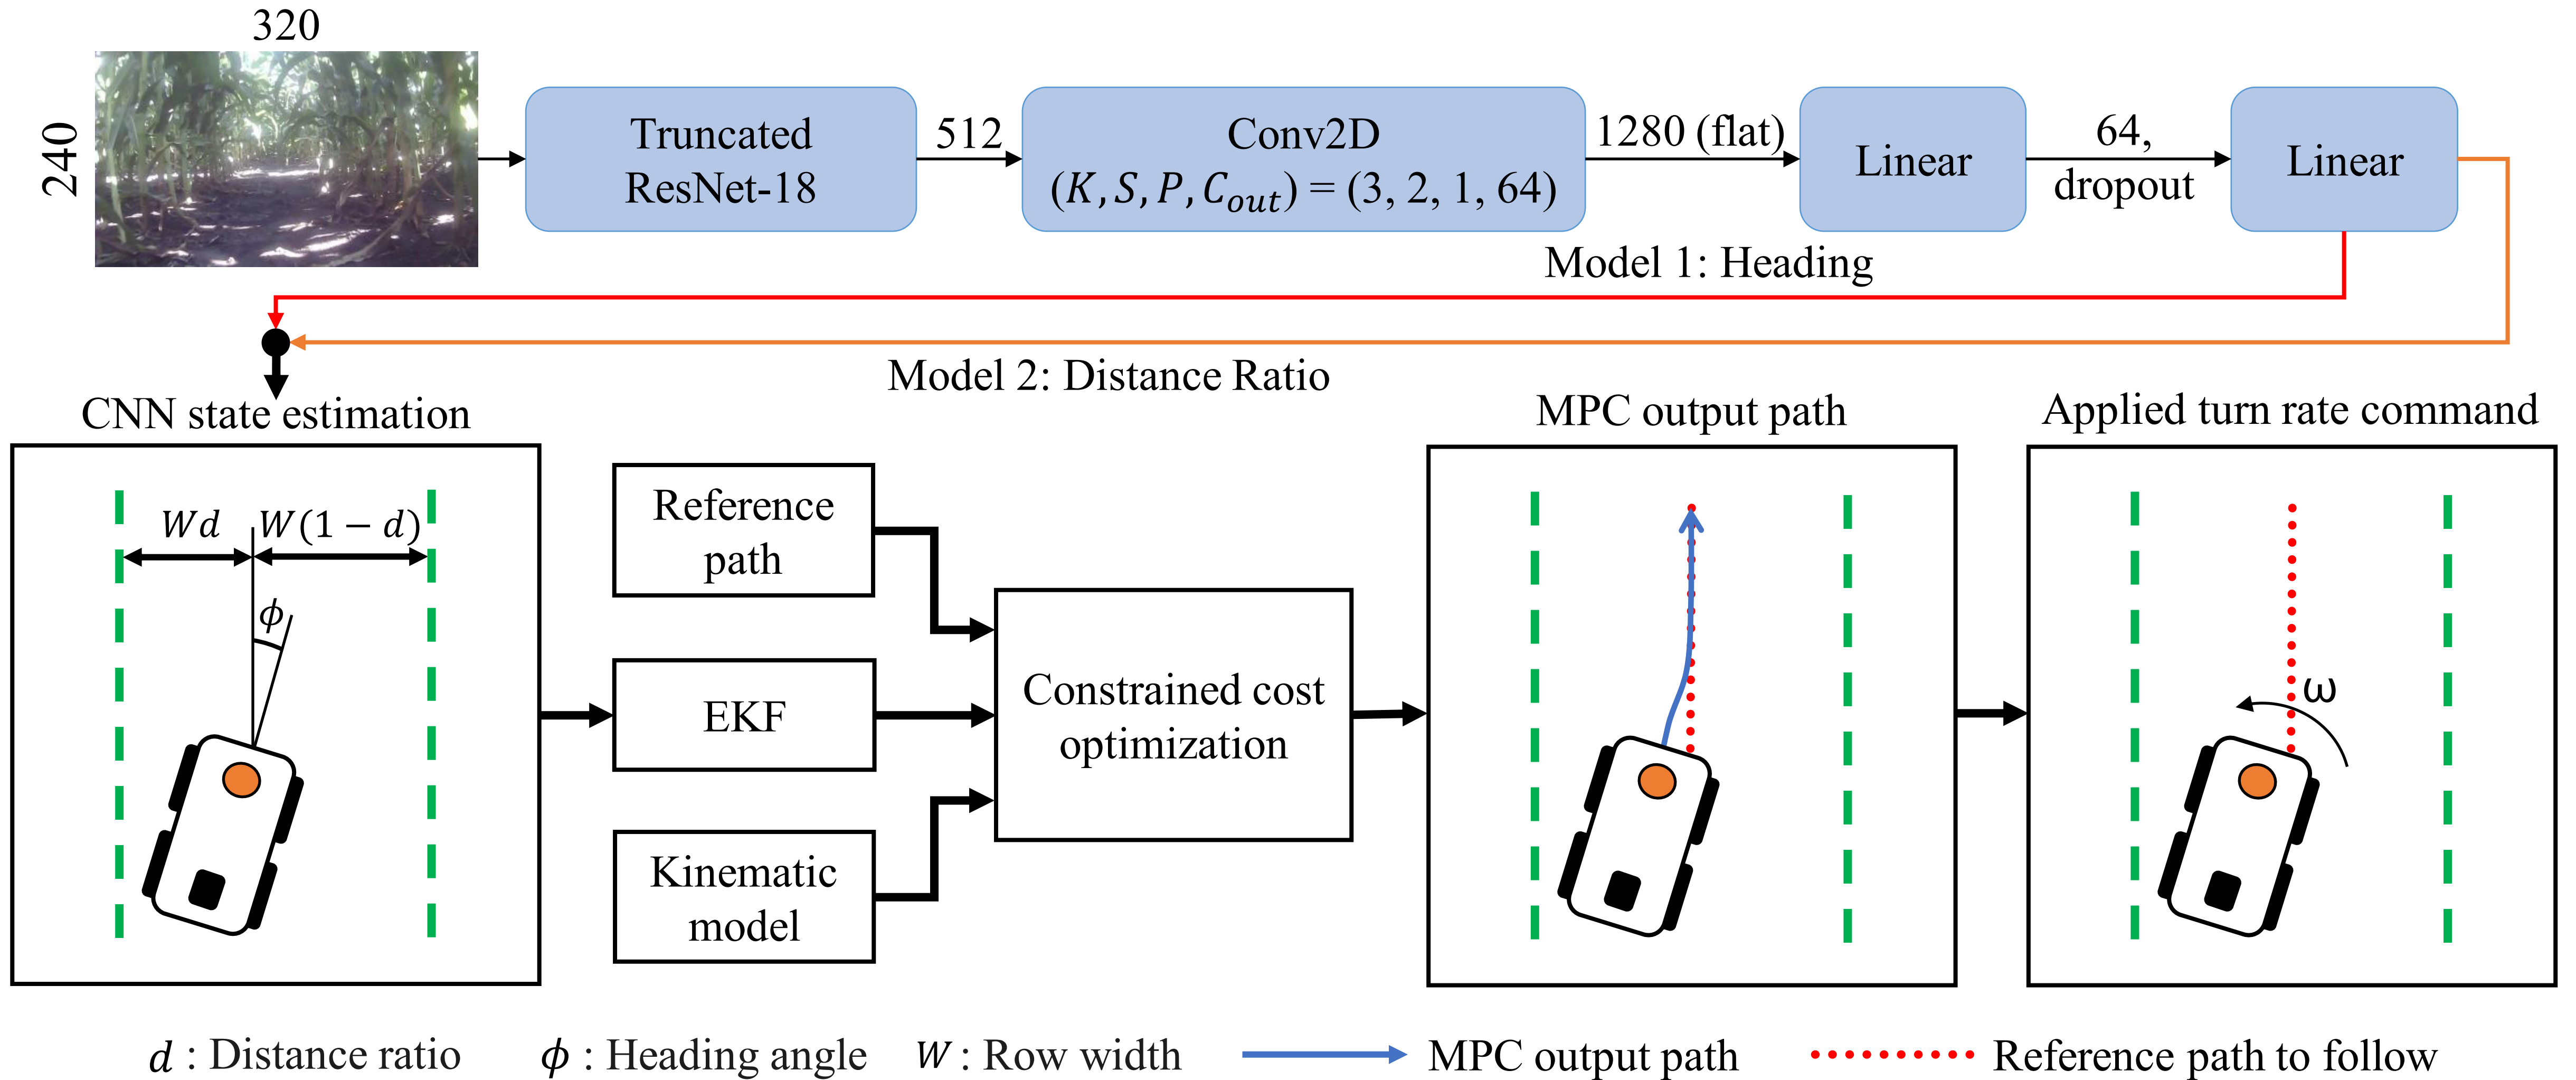 320
240
Truncated
ResNet-18
512
Conv2D
(K, S, P, C_out) = (3, 2, 1, 64)
1280 (flat)
Linear
64,
dropout
Linear
Model 1: Heading
Model 2: Distance Ratio
CNN state estimation
Wd
W(1 − d)
ϕ
Reference
path
EKF
Kinematic
model
Constrained cost
optimization
MPC output path
Applied turn rate command
ω
d : Distance ratio
ϕ : Heading angle
W : Row width
MPC output path
Reference path to follow